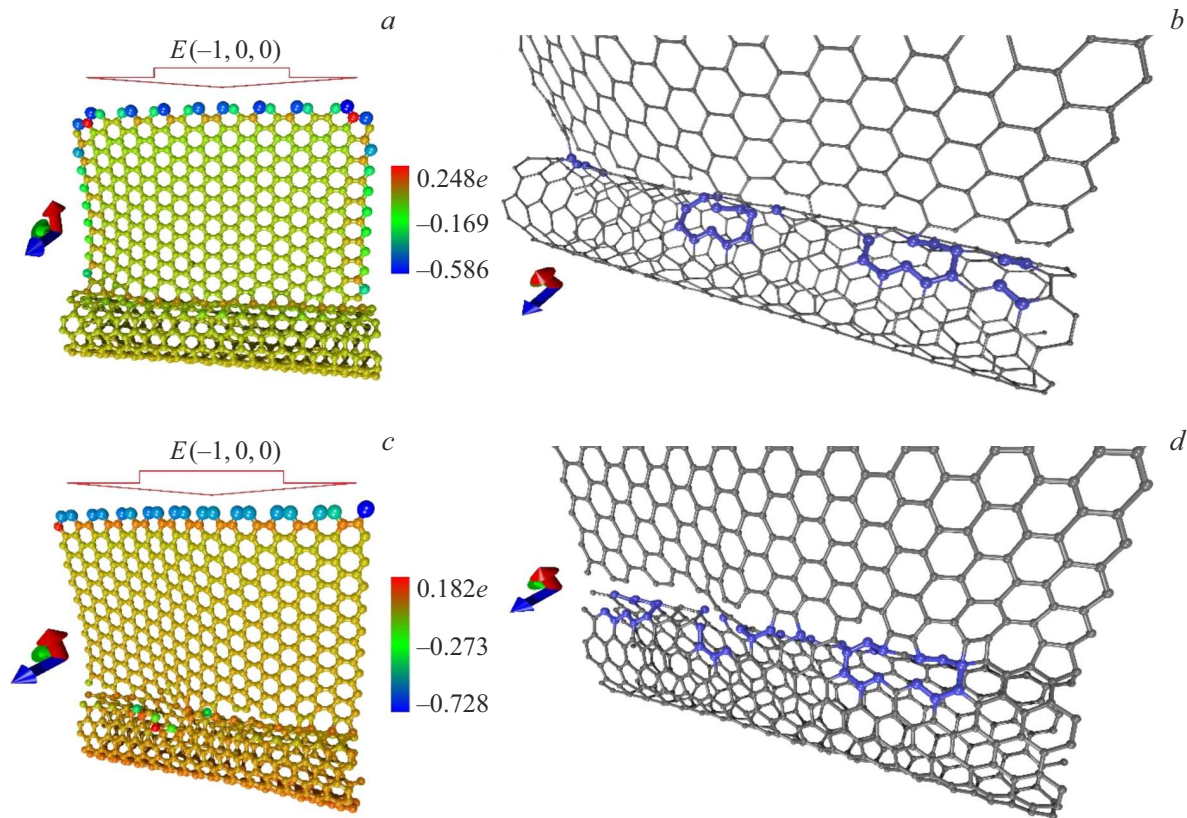 a
E(–1, 0, 0)
0.248e
–0.169
–0.586
b
c
E(–1, 0, 0)
0.182e
–0.273
–0.728
d